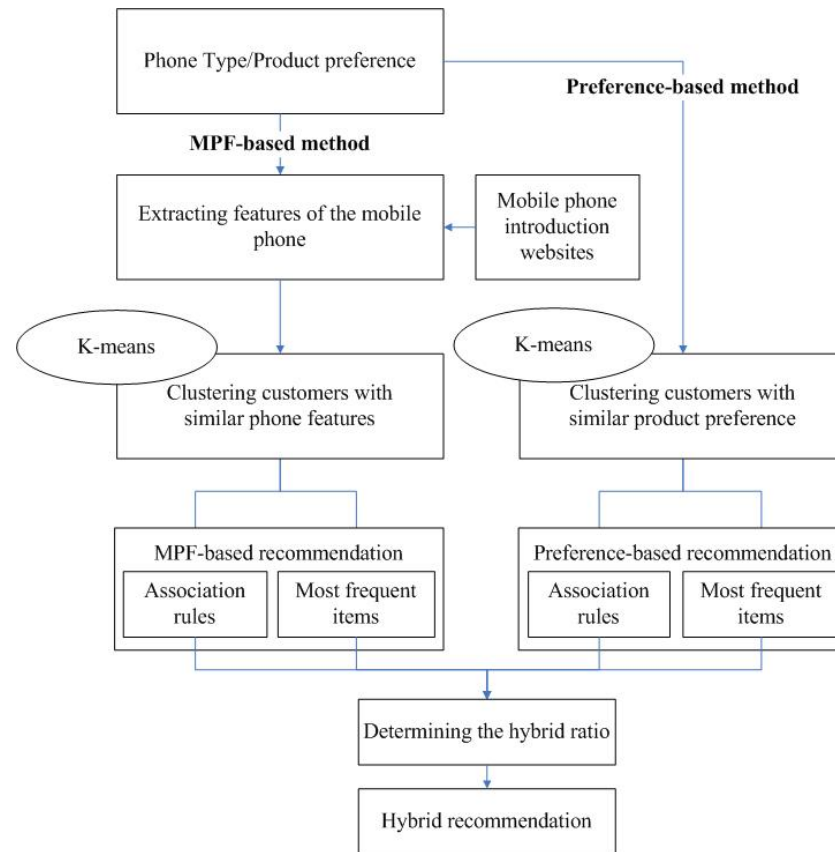 Phone Type/Product preference
Preference-based method
MPF-based method
Extracting features of the mobile
phone
Mobile phone
introduction
websites
K-means
K-means
Clustering customers with
similar phone features
Clustering customers with
similar product preference
MPF-based recommendation
Association
rules
Most frequent
items
Preference-based recommendation
Association
rules
Most frequent
items
Determining the hybrid ratio
Hybrid recommendation